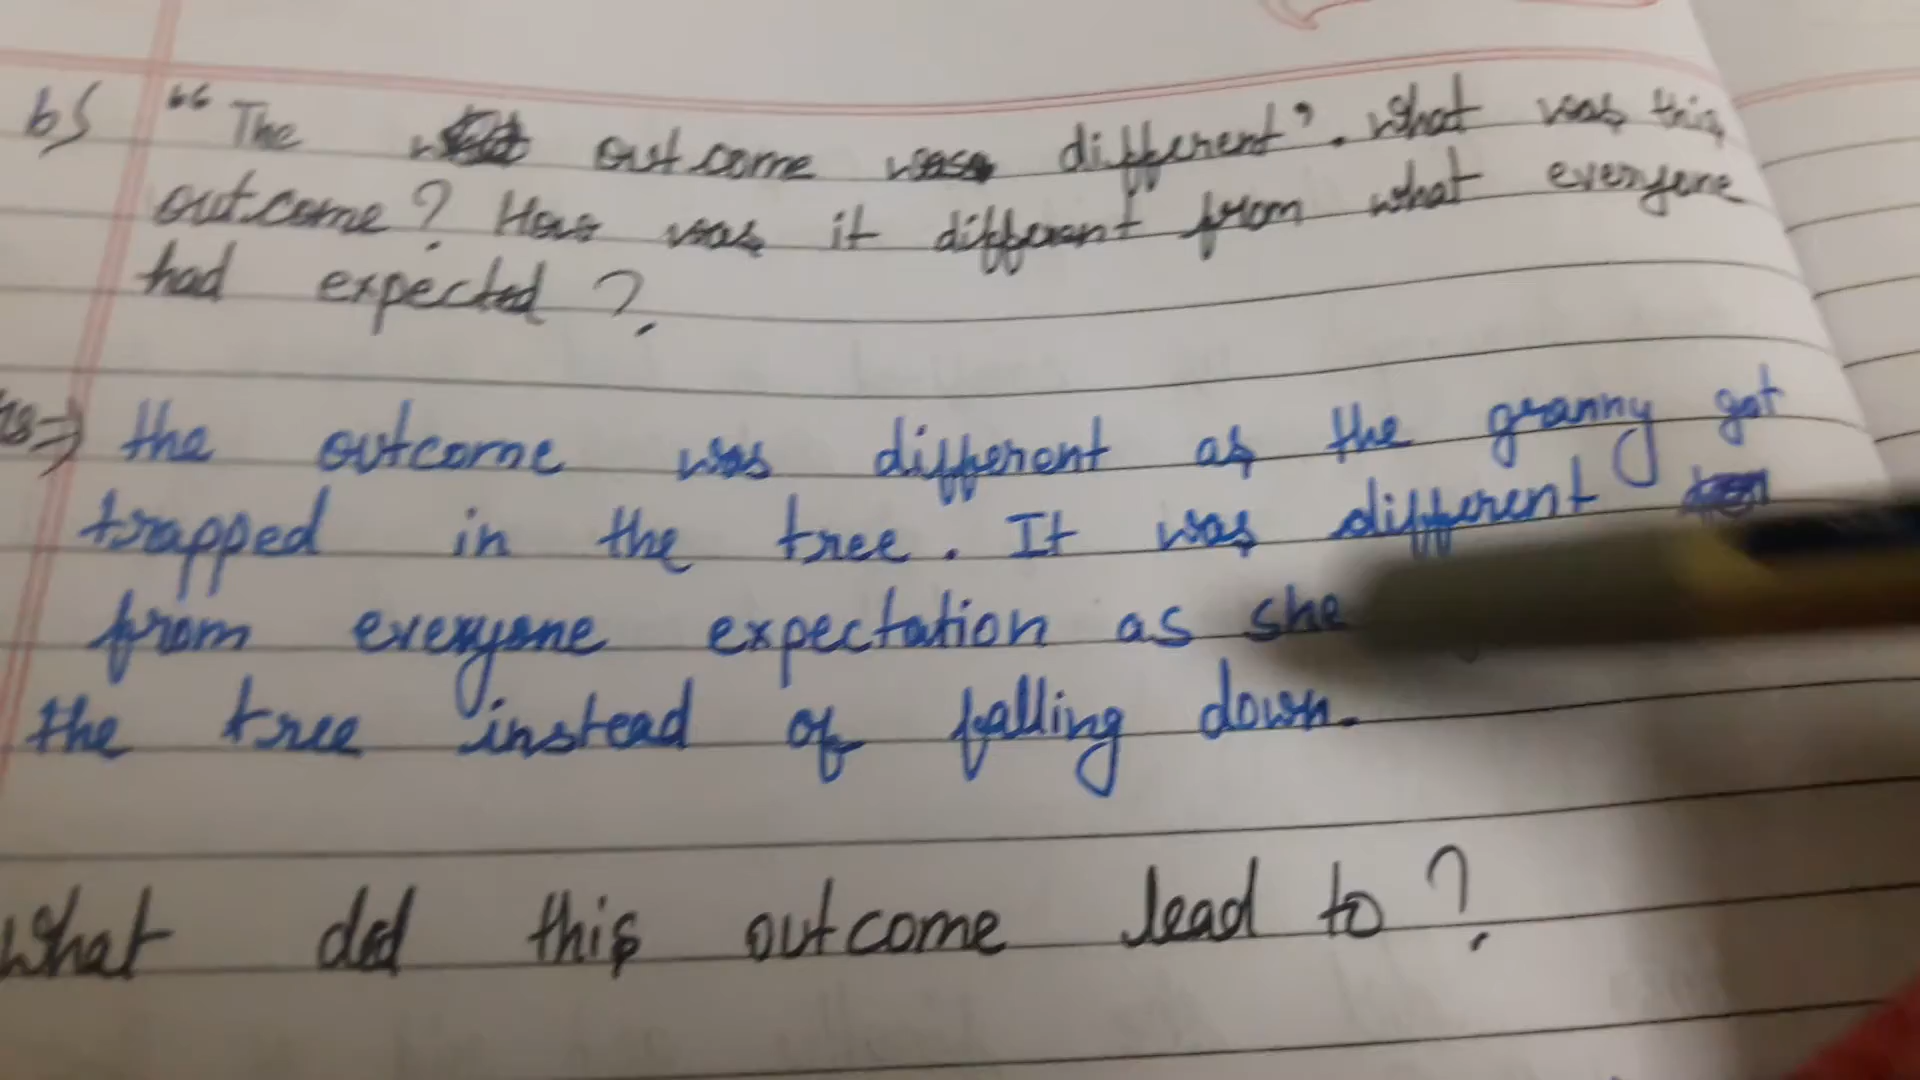 b) "The outcome was different". What was this
outcome? How was it different from what everyone
had expected?
the outcome was different as the granny got
trapped in the tree. It was different
from everyone expectation as she
the tree instead of falling down.
What did this outcome lead to?